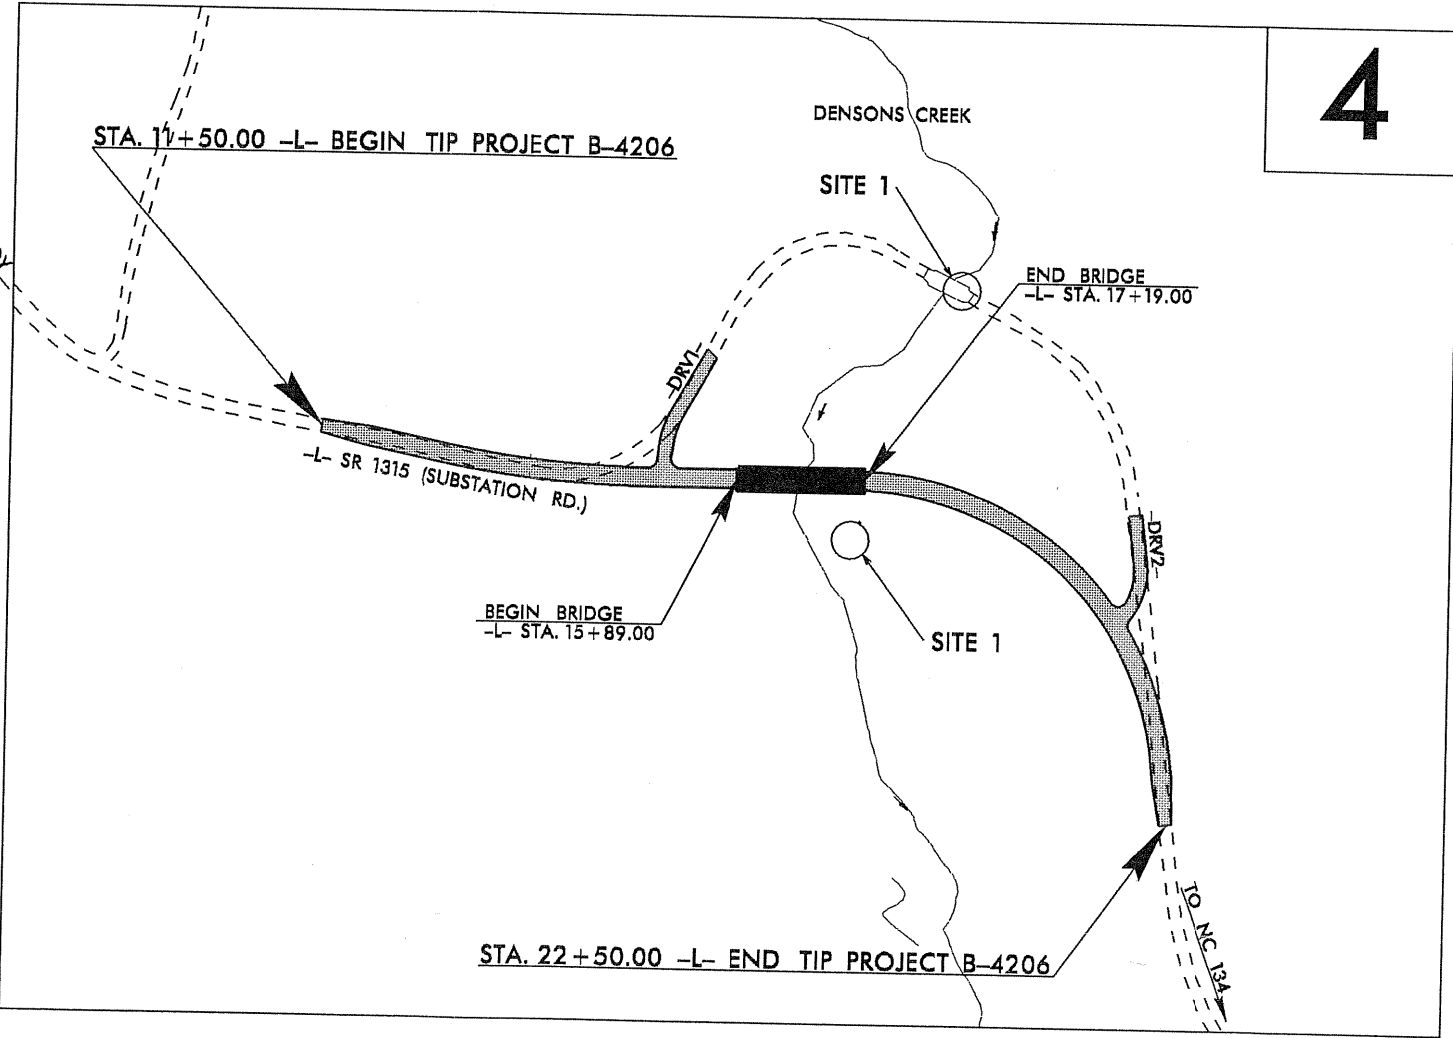 4
DENSONS CREEK
STA. 11+50.00 -L- BEGIN TIP PROJECT B-4206
SITE 1
END BRIDGE
-L- STA. 17+19.00
-DRV1-
-L- SR 1315 (SUBSTATION RD.)
-DRV2-
BEGIN BRIDGE
-L- STA. 15+89.00
SITE 1
TO NC 134
STA. 22+50.00 -L- END TIP PROJECT B-4206